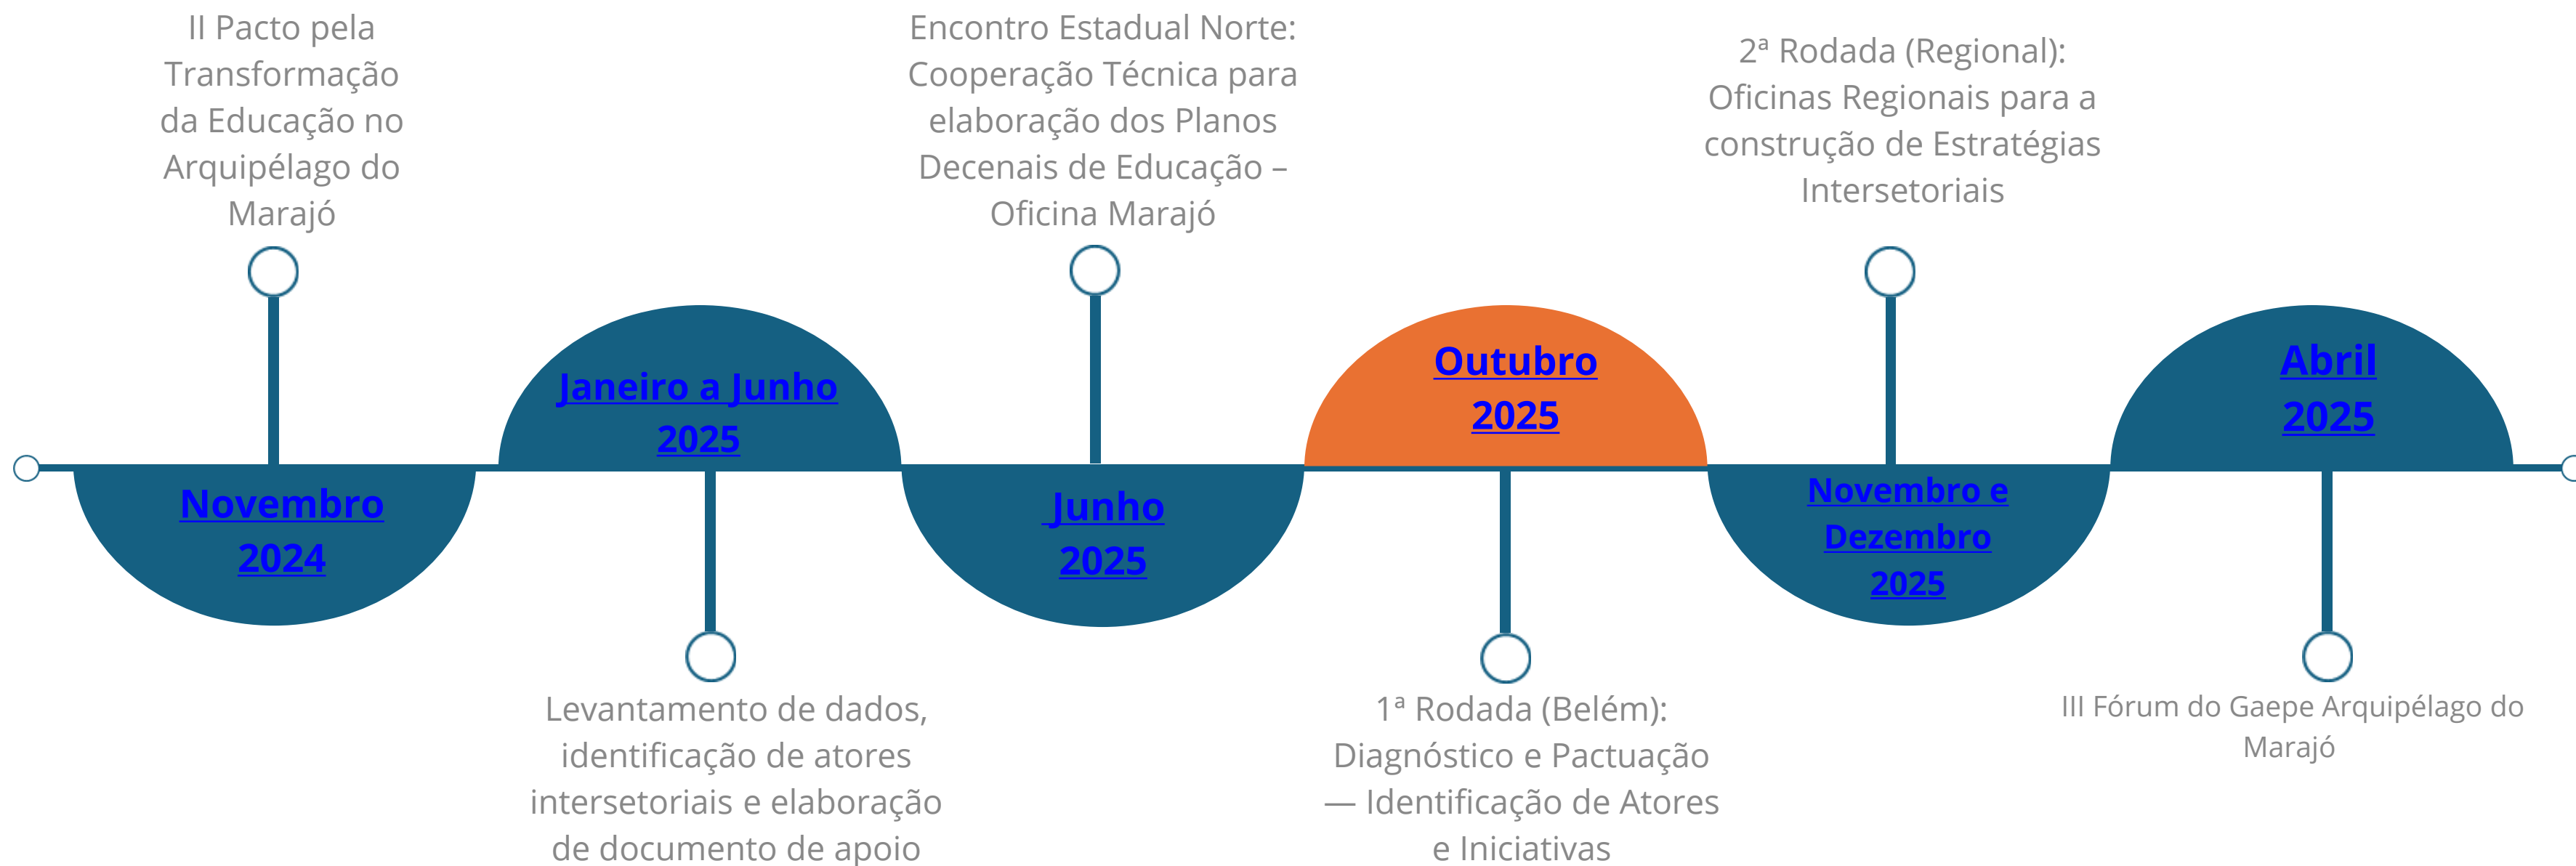 II Pacto pela
Transformação
da Educação no
Arquipélago do
Marajó
Novembro
2024
Janeiro a Junho
2025
Levantamento de dados,
identificação de atores
intersetoriais e elaboração
de documento de apoio
Encontro Estadual Norte:
Cooperação Técnica para
elaboração dos Planos
Decenais de Educação –
Oficina Marajó
Junho
2025
Outubro
2025
1ª Rodada (Belém):
Diagnóstico e Pactuação
— Identificação de Atores
e Iniciativas
2ª Rodada (Regional):
Oficinas Regionais para a
construção de Estratégias
Intersetoriais
Novembro e
Dezembro
2025
Abril
2025
III Fórum do Gaepe Arquipélago do
Marajó